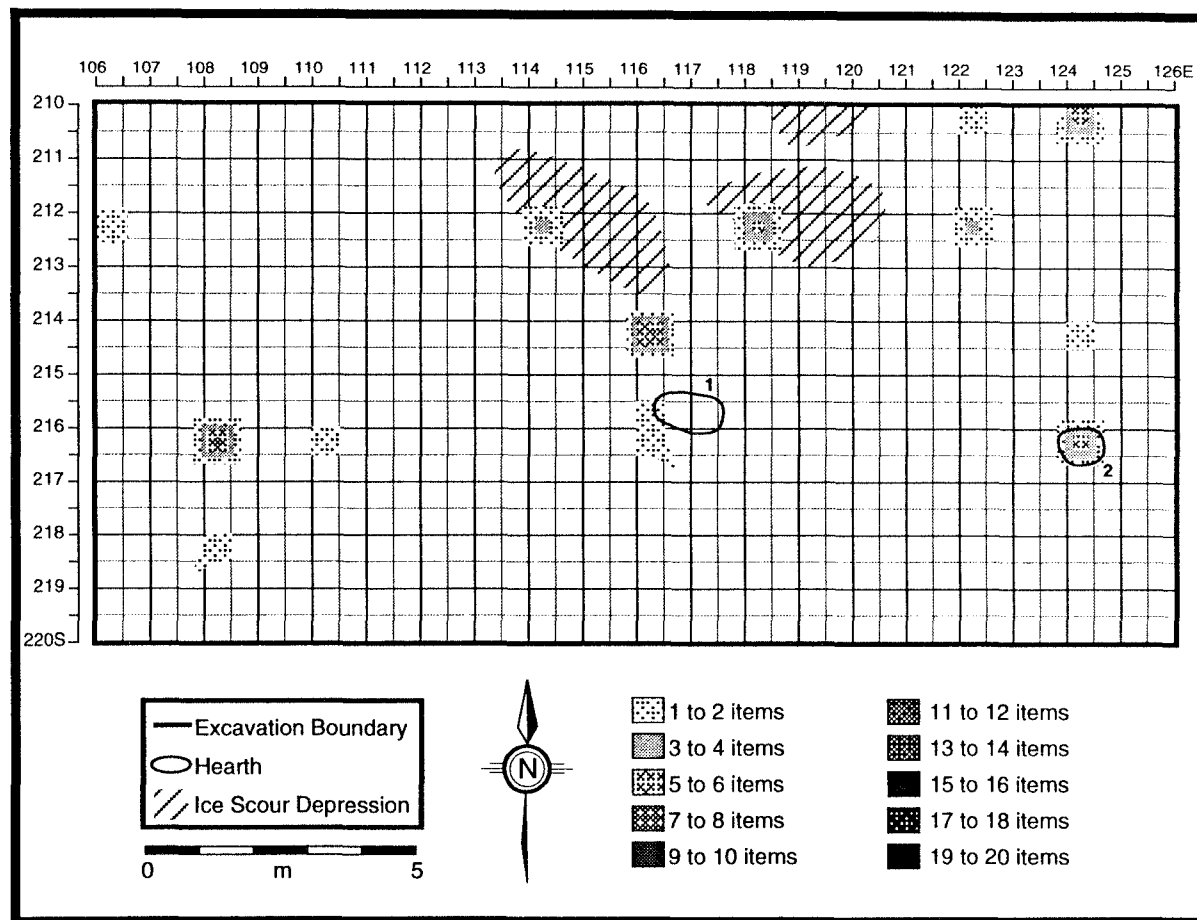 106 107 108 109 110 111 112 113 114 115 116 117 118 119 120 121 122 123 124 125 126E
210
211
212
213
214
215
1
216
2
217
218
219
220S
Excavation Boundary
Hearth
Ice Scour Depression
0 m 5
N
1 to 2 items
3 to 4 items
5 to 6 items
7 to 8 items
9 to 10 items
11 to 12 items
13 to 14 items
15 to 16 items
17 to 18 items
19 to 20 items